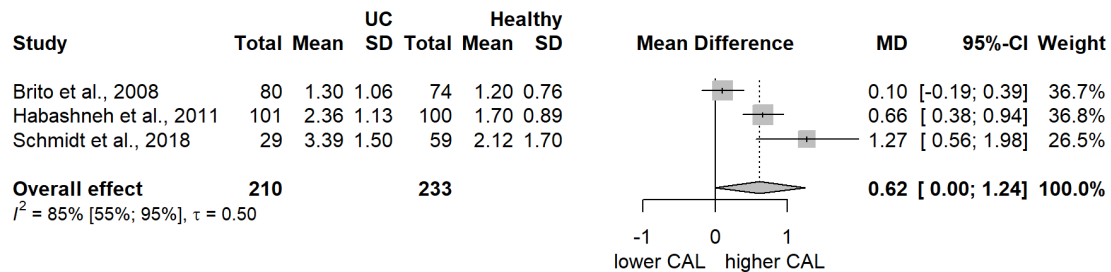 UC Healthy
Study Total Mean SD Total Mean SD Mean Difference MD 95%-CI Weight
Brito et al., 2008 80 1.30 1.06 74 1.20 0.76 0.10 [-0.19; 0.39] 36.7%
Habashneh et al., 2011 101 2.36 1.13 100 1.70 0.89 0.66 [ 0.38; 0.94] 36.8%
Schmidt et al., 2018 29 3.39 1.50 59 2.12 1.70 1.27 [ 0.56; 1.98] 26.5%
Overall effect 210 233 0.62 [ 0.00; 1.24] 100.0%
I² = 85% [55%; 95%], τ = 0.50
-1 0 1
lower CAL higher CAL